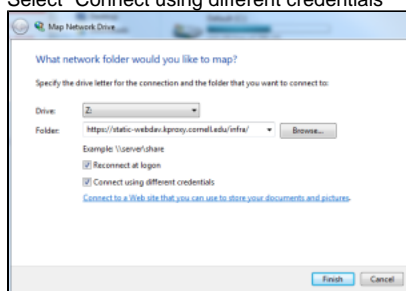 Select "Connect using different credentials"
Map Network Drive
What network folder would you like to map?
Specify the drive letter for the connection and the folder that you want to connect to:
Drive: Z:
Folder: https://static-webdav.kproxy.cornell.edu/infra/ Browse...
Example: \\server\share
Reconnect at logon
Connect using different credentials
Connect to a Web site that you can use to store your documents and pictures.
Finish Cancel